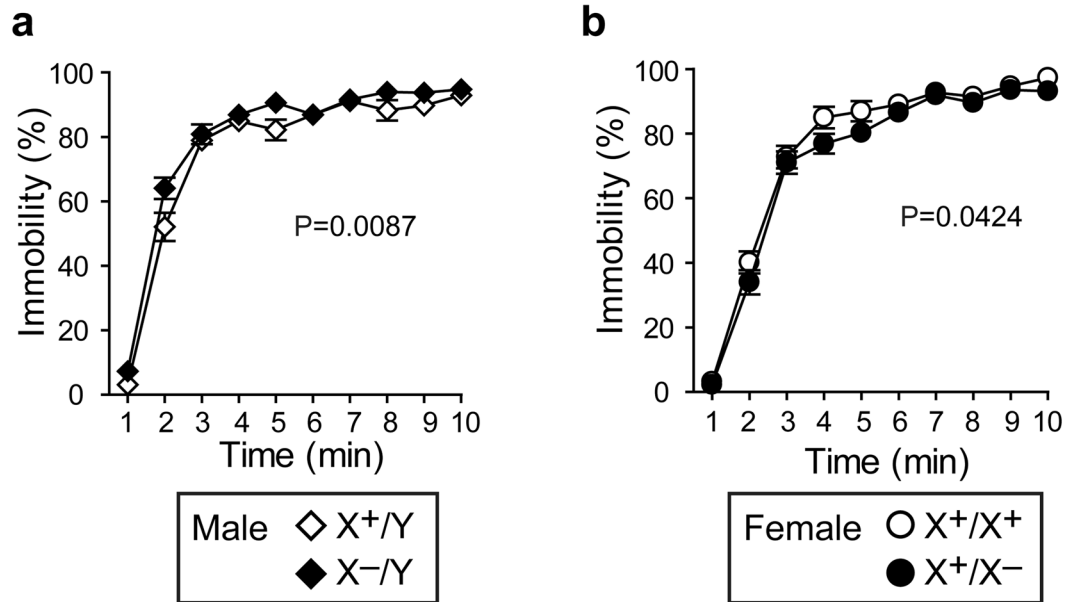 a
Immobility (%)
100
80
60
40
20
0
P=0.0087
1 2 3 4 5 6 7 8 9 10
Time (min)
Male X+/Y
X–/Y
b
Immobility (%)
100
80
60
40
20
0
P=0.0424
1 2 3 4 5 6 7 8 9 10
Time (min)
Female X+/X+
X+/X–